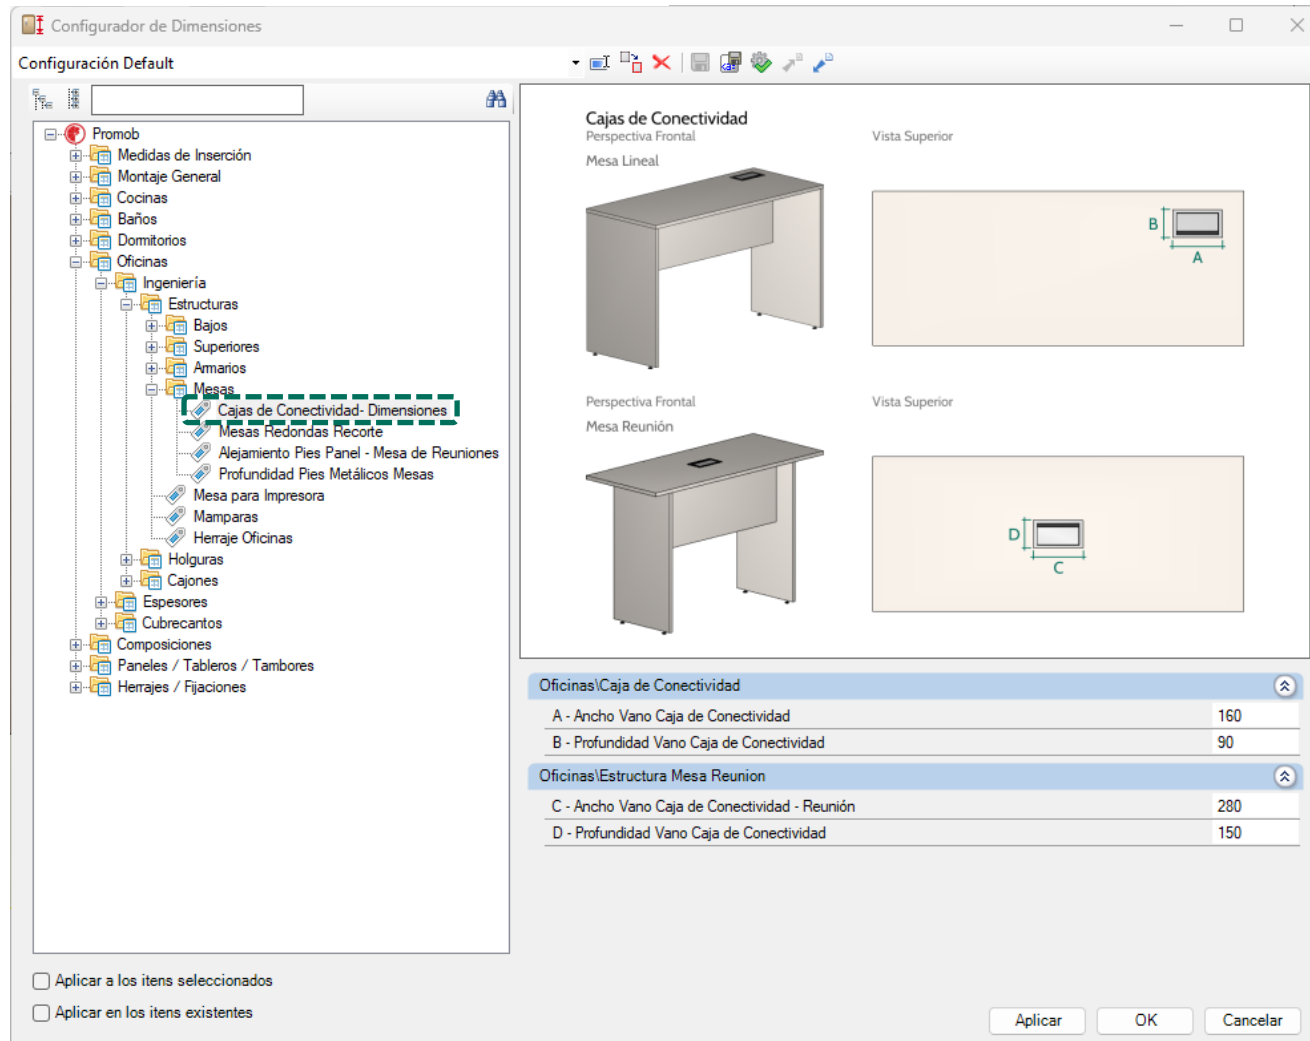 Configurador de Dimensiones
Configuración Default
Promob
Medidas de Inserción
Montaje General
Cocinas
Baños
Dormitorios
Oficinas
Ingeniería
Estructuras
Bajos
Superiores
Armarios
Mesas
Cajas de Conectividad- Dimensiones
Mesas Redondas Recorte
Alejamiento Pies Panel - Mesa de Reuniones
Profundidad Pies Metálicos Mesas
Mesa para Impresora
Mamparas
Herraje Oficinas
Holguras
Cajones
Espesores
Cubrecantos
Composiciones
Paneles / Tableros / Tambores
Herrajes / Fijaciones
Cajas de Conectividad
Perspectiva Frontal
Vista Superior
Mesa Lineal
B
A
Perspectiva Frontal
Vista Superior
Mesa Reunión
D
C
Oficinas\Caja de Conectividad
A - Ancho Vano Caja de Conectividad 160
B - Profundidad Vano Caja de Conectividad 90
Oficinas\Estructura Mesa Reunion
C - Ancho Vano Caja de Conectividad - Reunión 280
D - Profundidad Vano Caja de Conectividad 150
Aplicar a los itens seleccionados
Aplicar en los itens existentes
Aplicar OK Cancelar